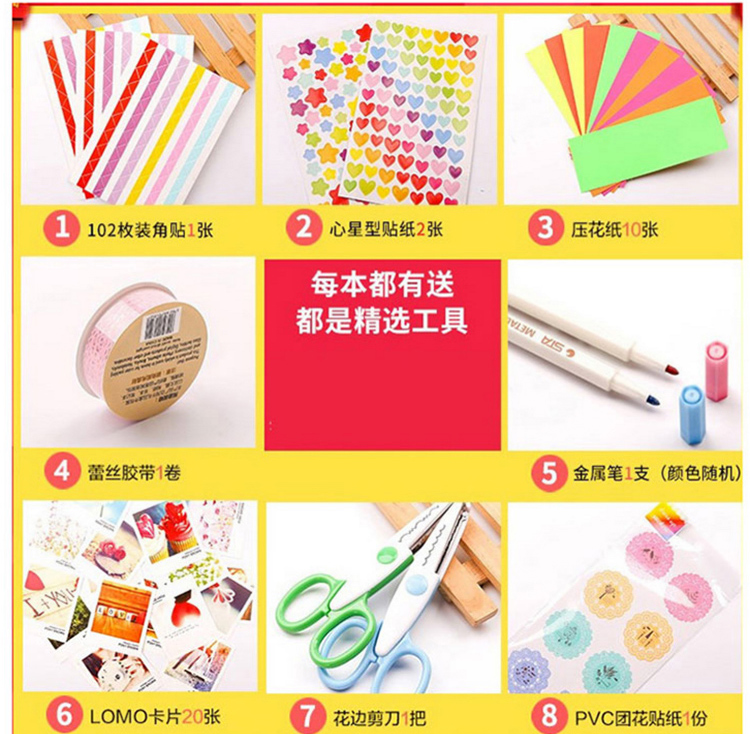 1 102枚装角贴1张
2 心星型贴纸2张
3 压花纸10张
每本都有送
都是精选工具
STA METAL
4 蕾丝胶带1卷
5 金属笔1支（颜色随机）
I ♥ YOU
LOVE
6 LOMO卡片20张
7 花边剪刀1把
8 PVC团花贴纸1份